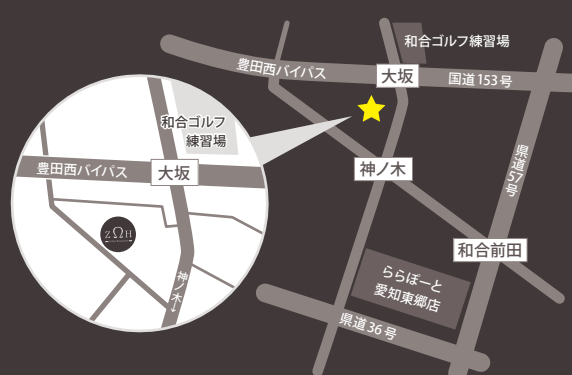 和合ゴルフ練習場
豊田西バイパス
大坂
国道153号
和合ゴルフ
練習場
豊田西バイパス
大坂
神ノ木
県道57号
ZΩH
神ノ木→
和合前田
ららぽーと
愛知東郷店
県道36号